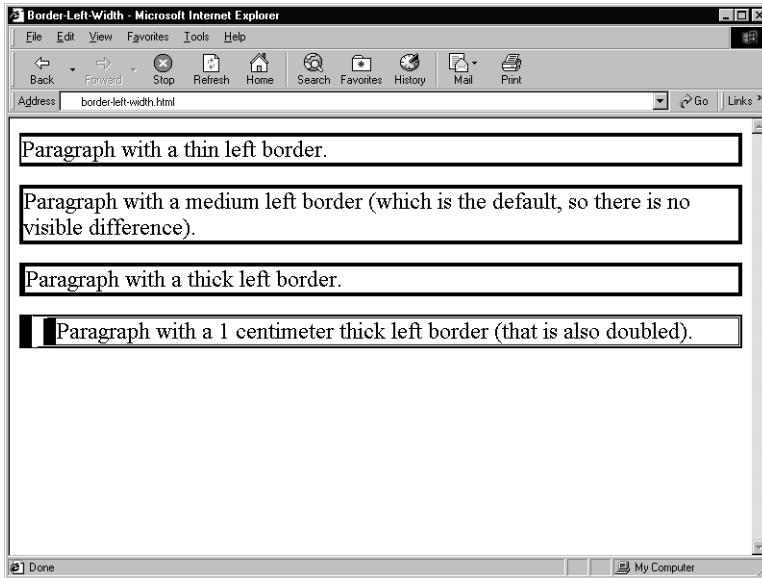 Border-Left-Width - Microsoft Internet Explorer
File Edit View Favorites Tools Help
Back Forward Stop Refresh Home Search Favorites History Mail Print
Address border-left-width.html Go Links »
Paragraph with a thin left border.
Paragraph with a medium left border (which is the default, so there is no
visible difference).
Paragraph with a thick left border.
Paragraph with a 1 centimeter thick left border (that is also doubled).
Done My Computer